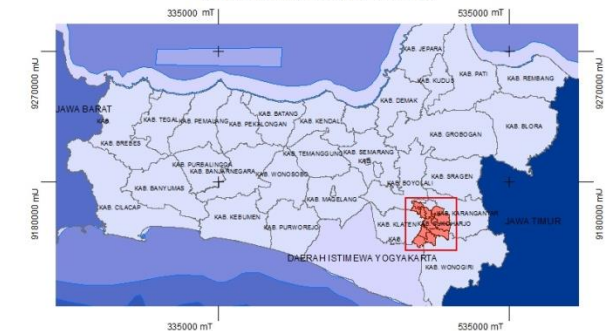 335000 mT 535000 mT
9270000 mU 9270000 mU
KAB. JEPARA
KAB. KUDUS KAB. PATI KAB. REMBANG
KAB. DEMAK
JAWA BARAT
KAB. TEGAL KAB. PEMALANG KAB. PEKALONGAN KAB. BATANG KAB. KENDAL
KAB. GROBOGAN KAB. BLORA
KAB. BREBES
KAB. PURBALINGGA KAB. BANJARNEGARA KAB. WONOSOBO KAB. TEMANGGUNG KAB. SEMARANG
KAB.
KAB. BOYOLALI KAB. SRAGEN
KAB. BANYUMAS
KAB. CILACAP KAB. KEBUMEN KAB. PURWOREJO KAB. MAGELANG
9180000 mU 9180000 mU
KAB. KLATEN KAB. KARANGANYAR
JAWA TIMUR
KAB.
DAERAH ISTIMEWA YOGYAKARTA
KAB. WONOGIRI
335000 mT 535000 mT